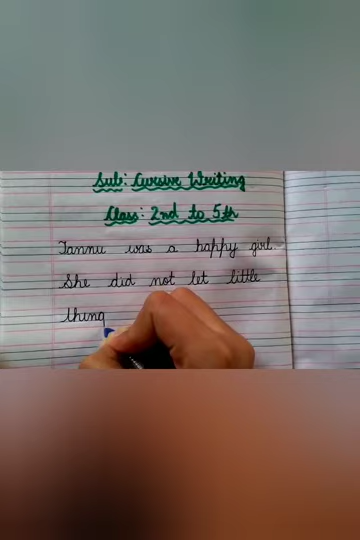 Sub: Cursive Writing
Class: 2nd to 5th
Tannu was a happy girl.
She did not let little
thing